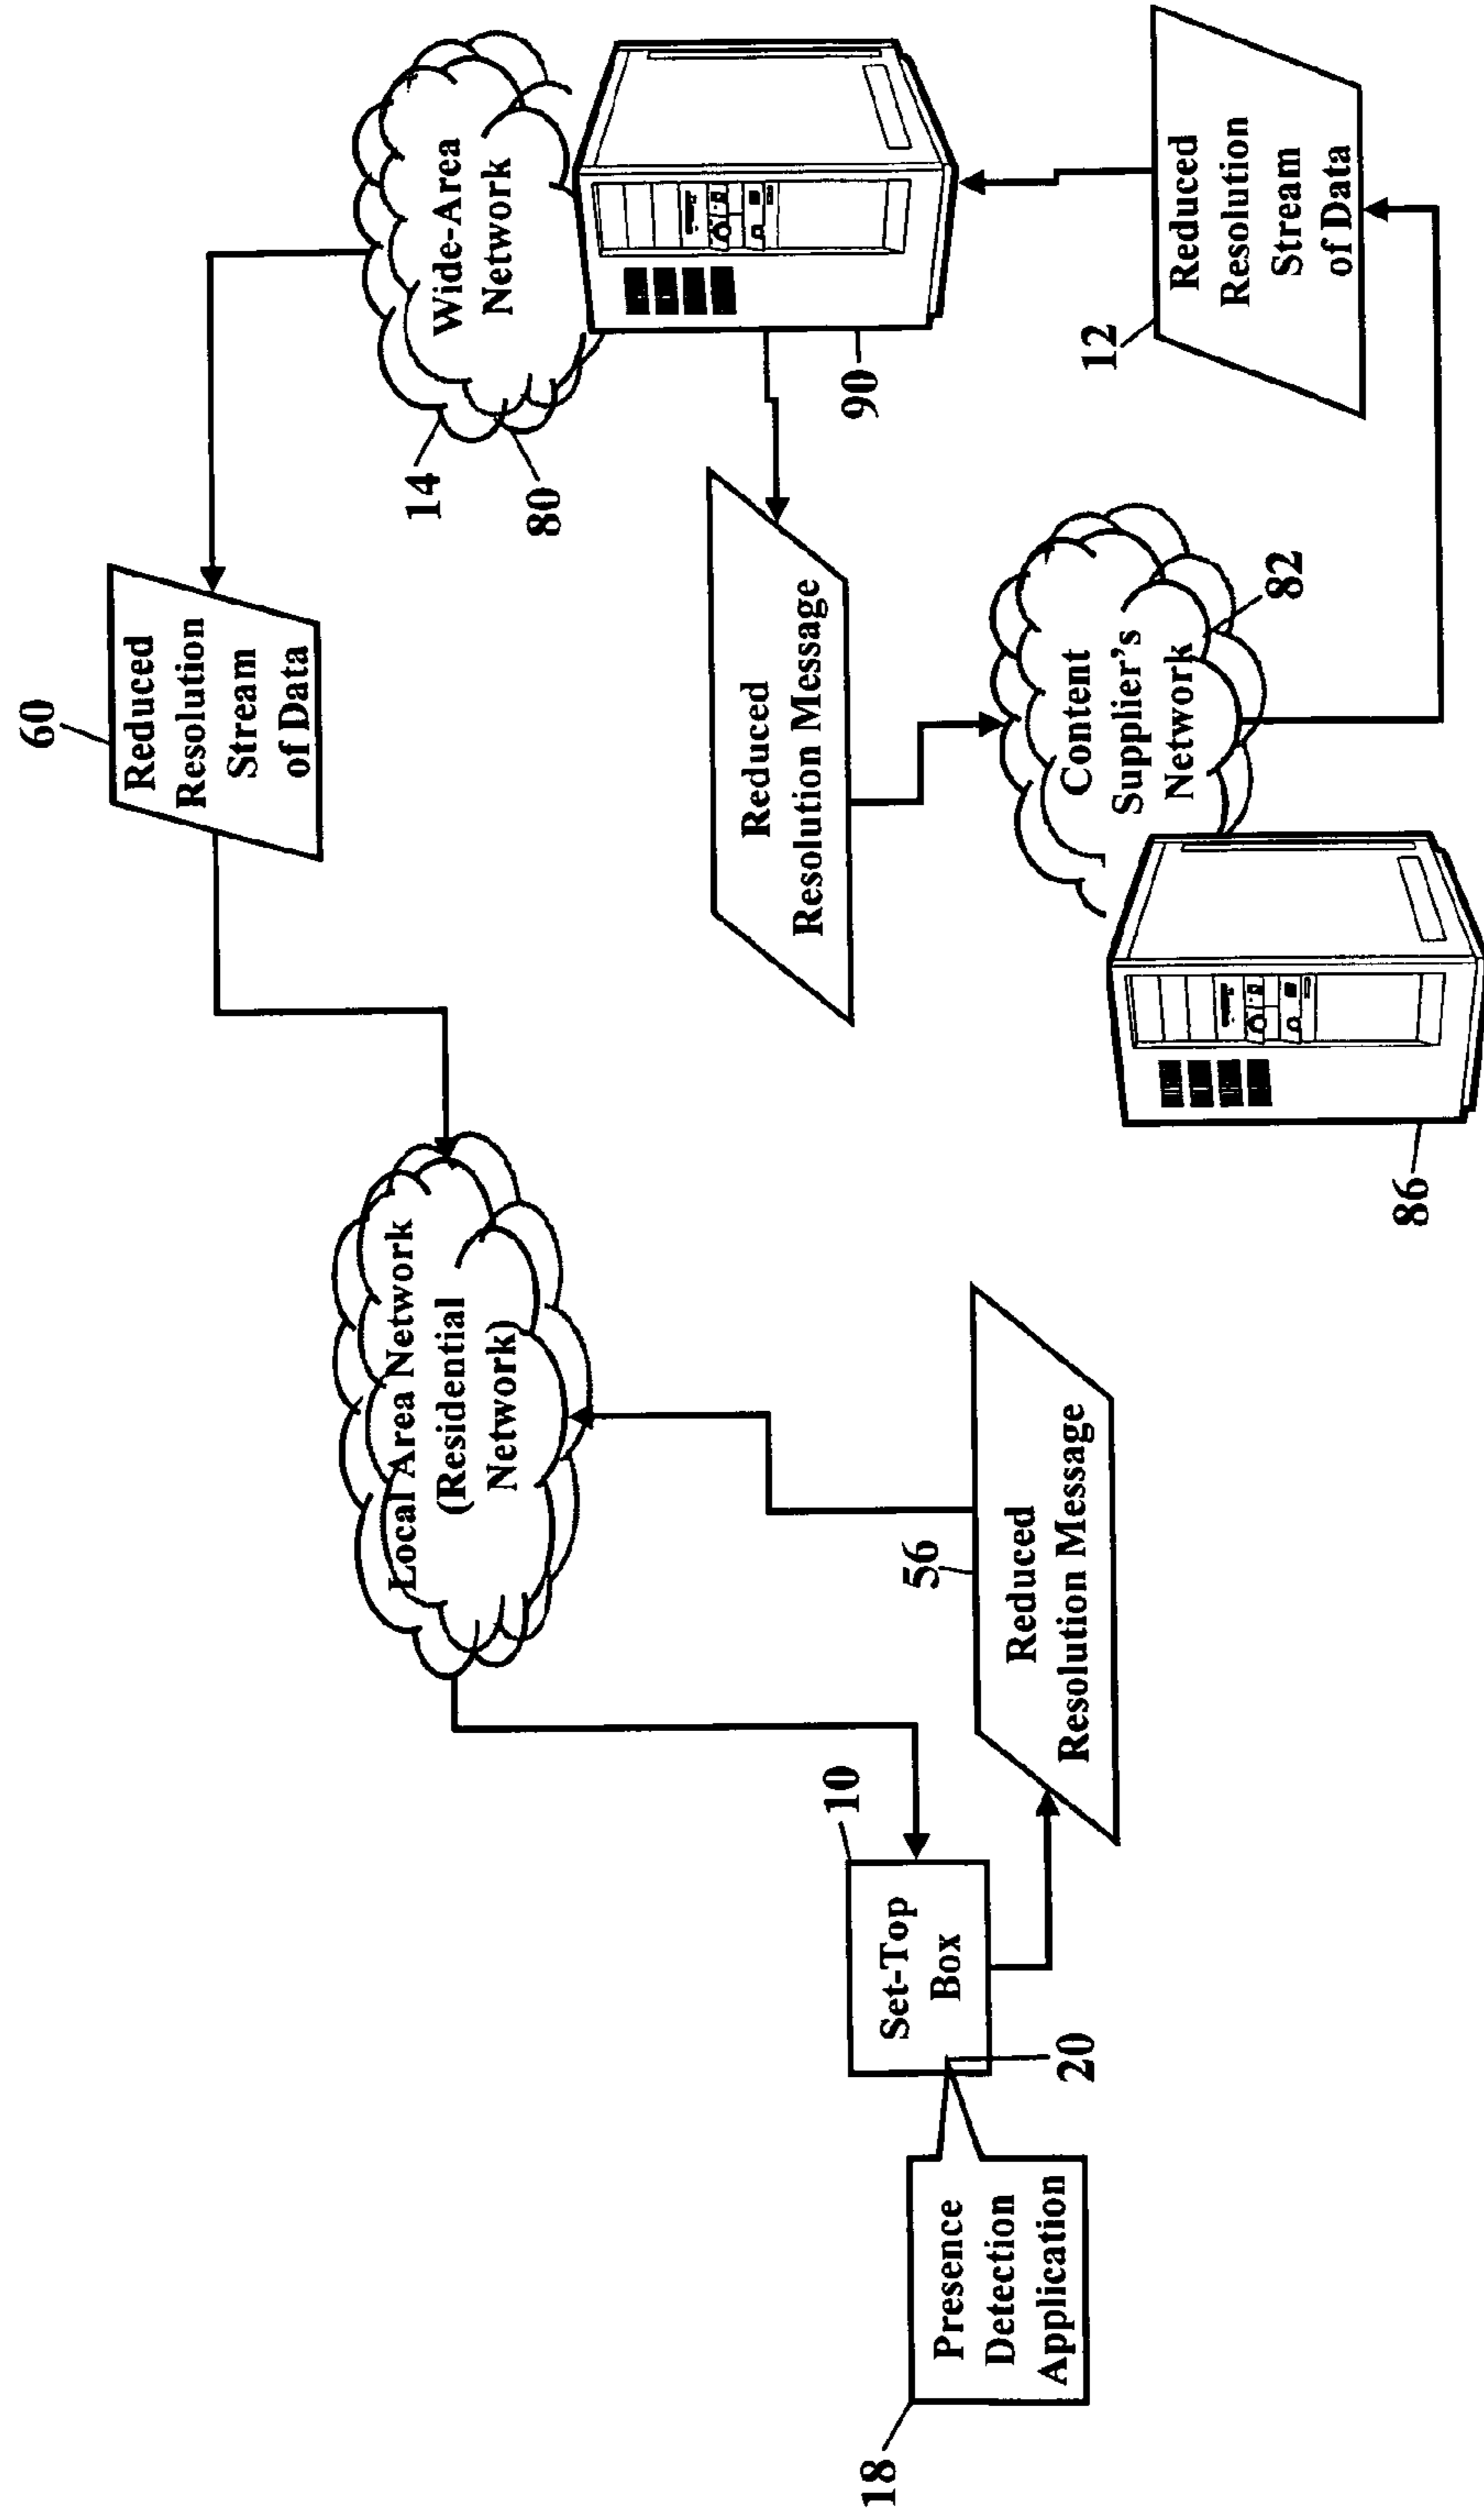 60
Reduced
Resolution
Stream
of Data
Local Area Network
(Residential
Network)
14
80
Wide-Area
Network
Reduced
Resolution Message
90
10
Set-Top
Box
18
Presence
Detection
Application
20
56
Reduced
Resolution Message
Content
Supplier's
Network
82
86
12
Reduced
Resolution
Stream
of Data